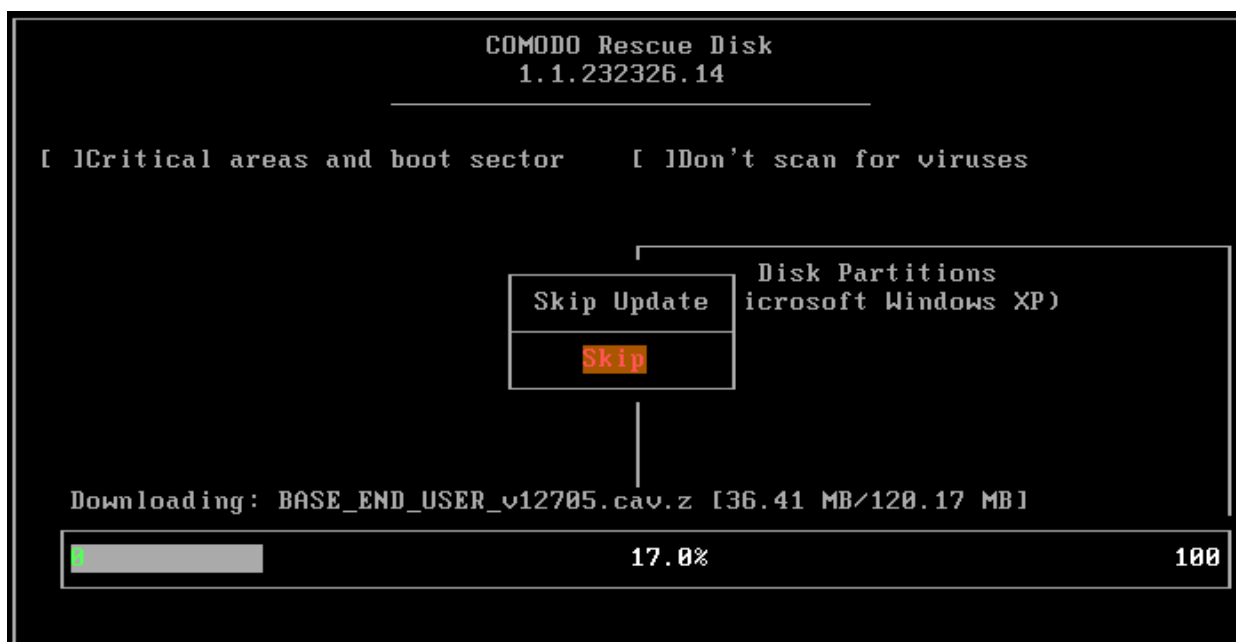 COMODO Rescue Disk
1.1.232326.14
[ ]Critical areas and boot sector [ ]Don't scan for viruses
Disk Partitions
Skip Update
icrosoft Windows XP)
Skip
Downloading: BASE_END_USER_v12705.cav.z [36.41 MB/120.17 MB]
0 17.0% 100